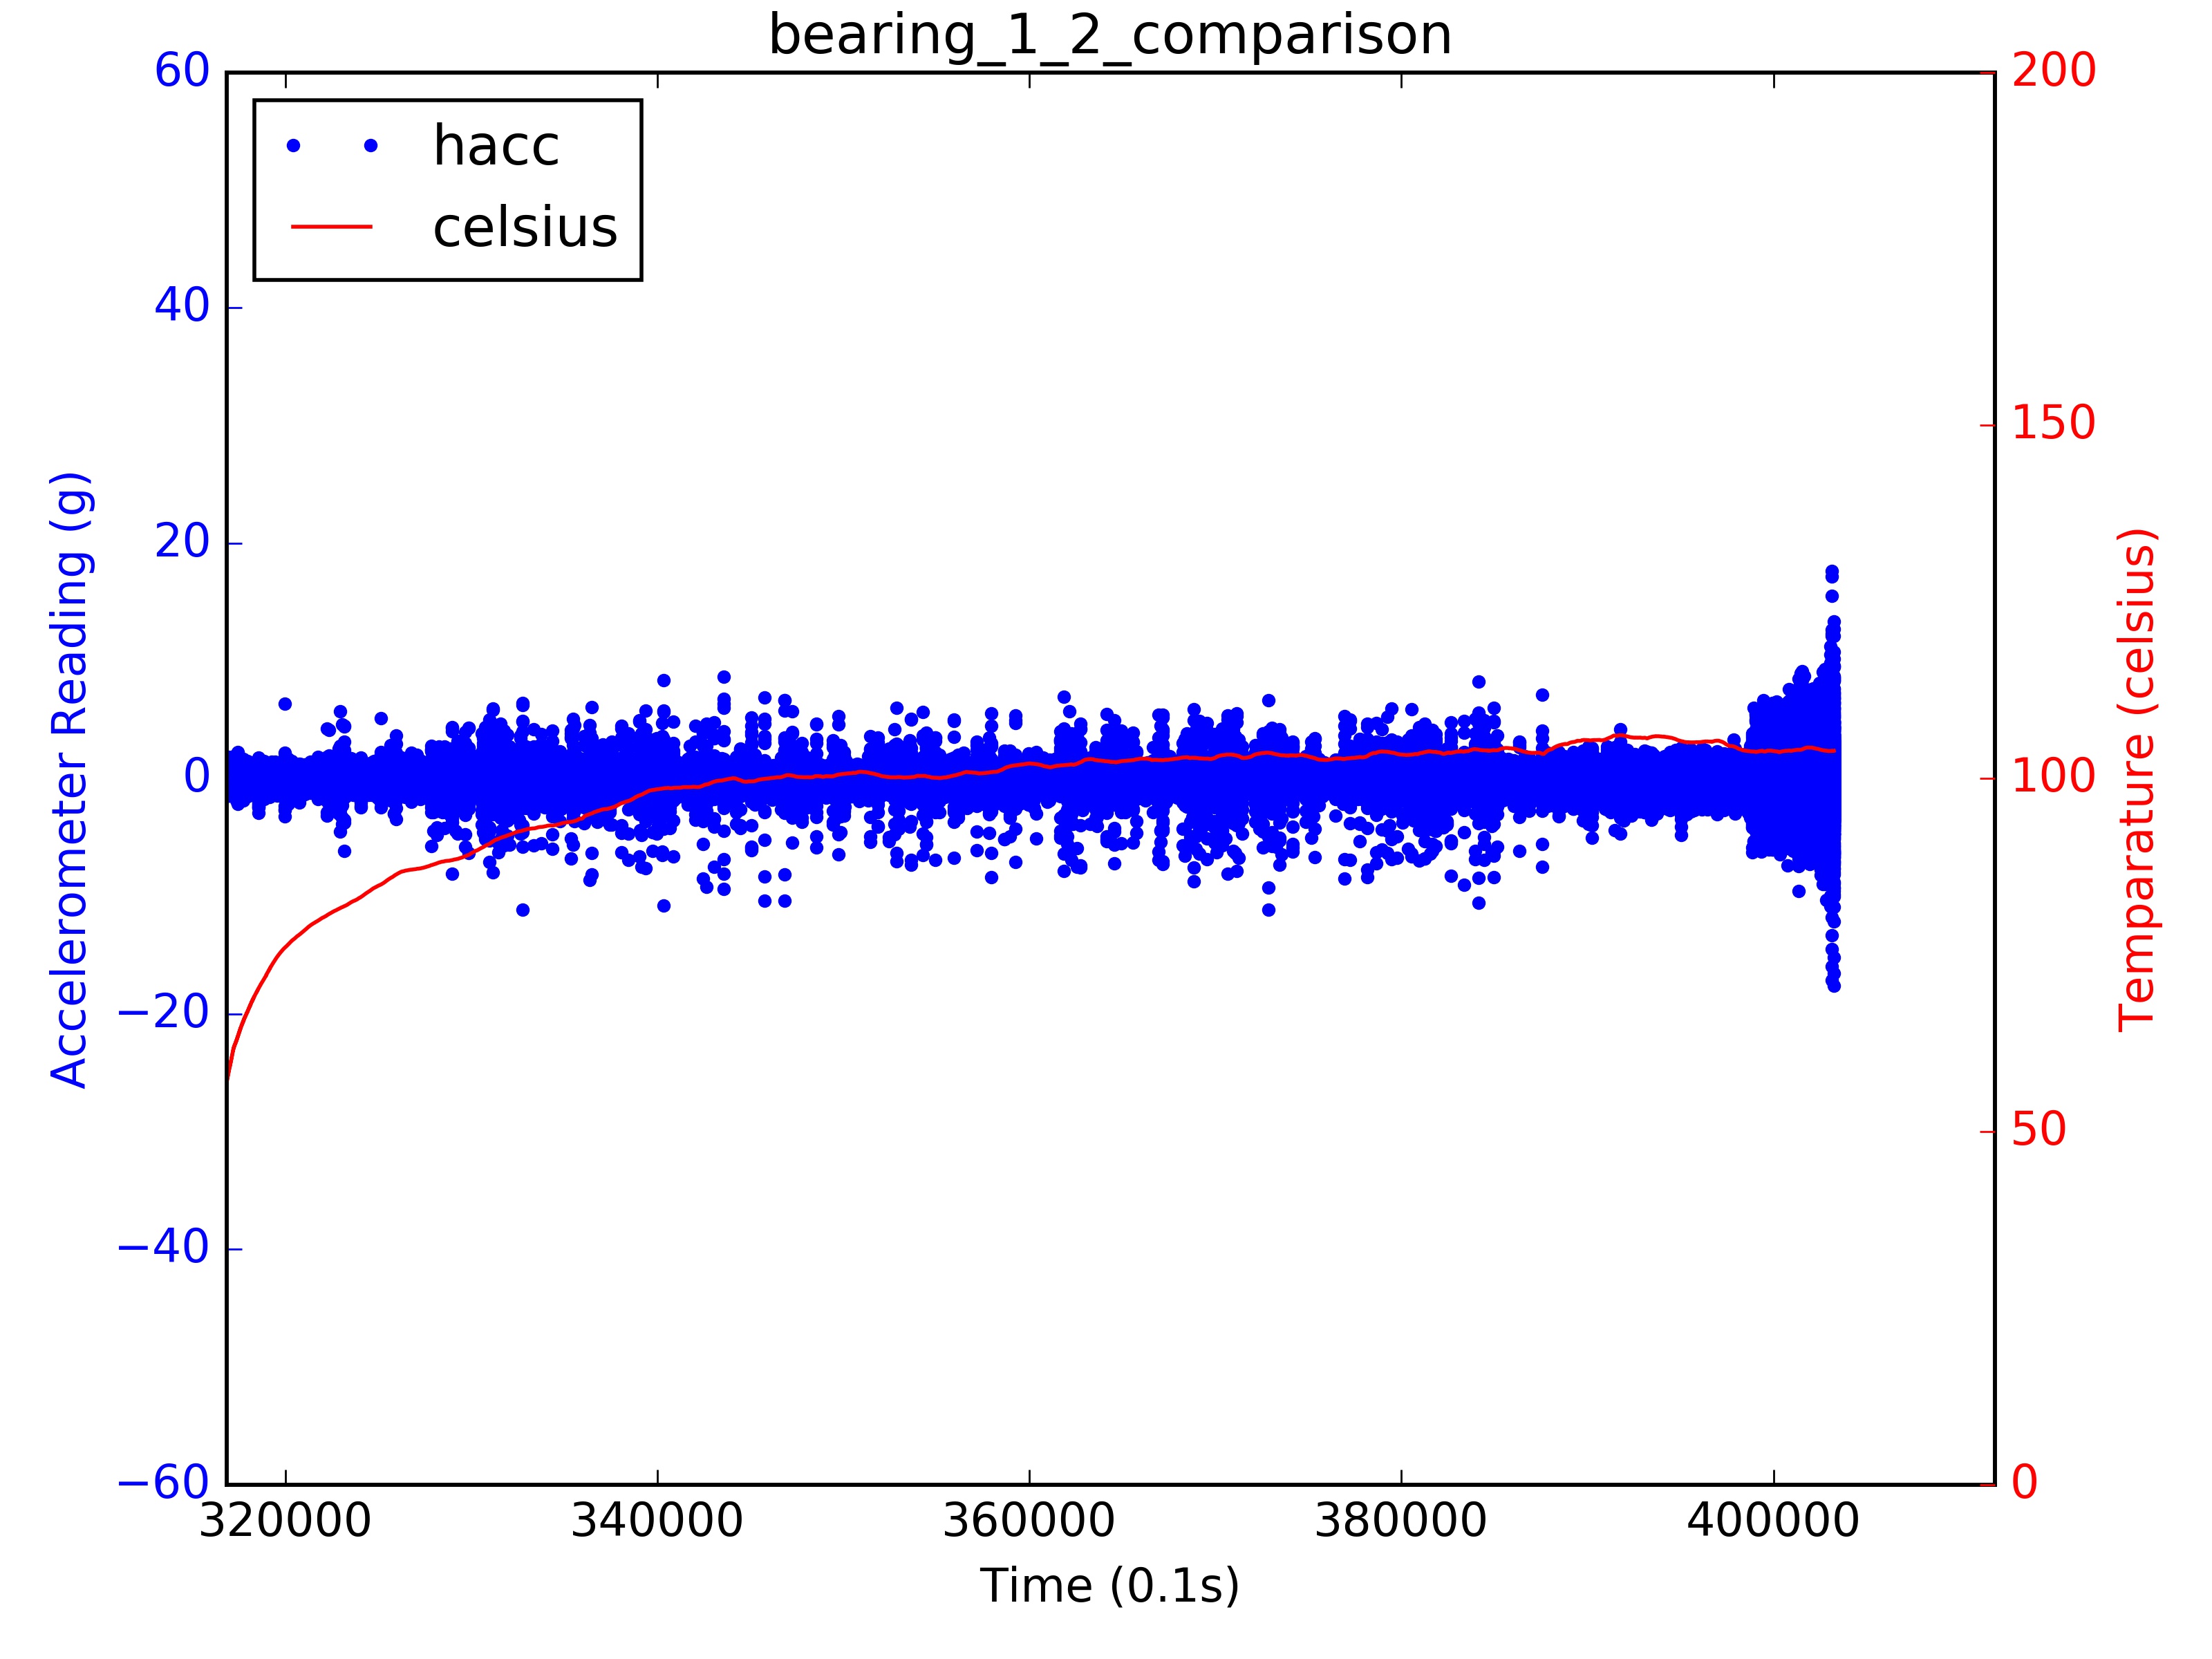 bearing_1_2_comparison
hacc
celsius
60
40
20
0
−20
−40
−60
Accelerometer Reading (g)
200
150
100
50
0
Temparature (celsius)
320000 340000 360000 380000 400000
Time (0.1s)